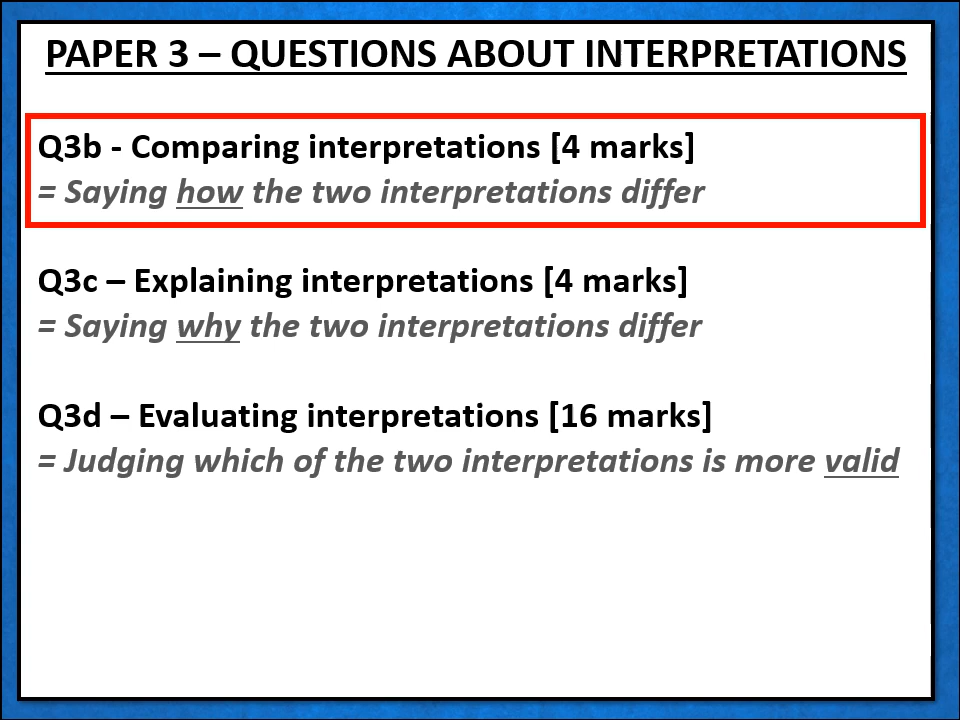 PAPER 3 – QUESTIONS ABOUT INTERPRETATIONS
Q3b - Comparing interpretations [4 marks]
= Saying how the two interpretations differ
Q3c – Explaining interpretations [4 marks]
= Saying why the two interpretations differ
Q3d – Evaluating interpretations [16 marks]
= Judging which of the two interpretations is more valid